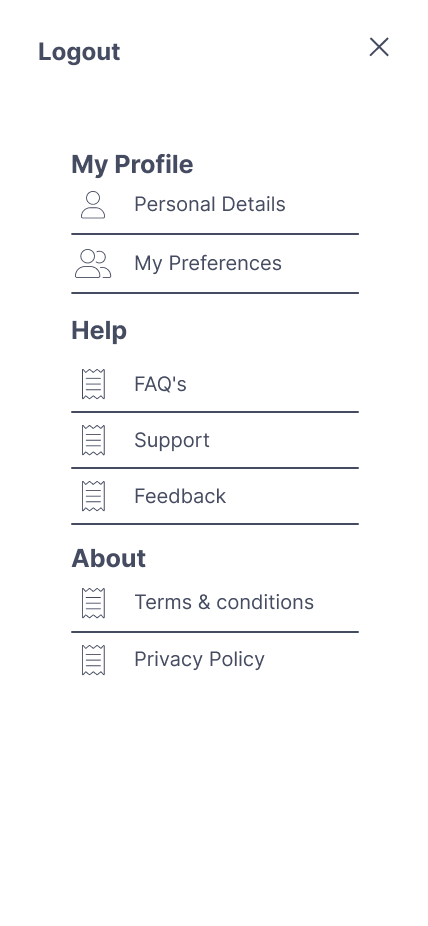 Logout
My Profile
Personal Details
My Preferences
Help
FAQ's
Support
Feedback
About
Terms & conditions
Privacy Policy